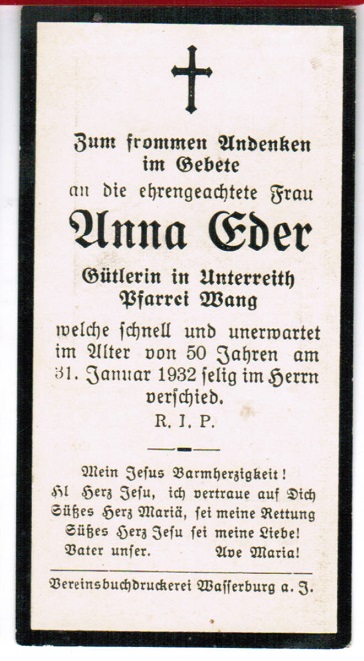 Zum frommen Andenken
im Gebete
an die ehrengeachtete Frau
Anna Eder
Gütlerin in Unterreith
Pfarrei Wang
welche schnell und unerwartet
im Alter von 50 Jahren am
31. Januar 1932 selig im Herrn
verschied.
R. I. P.
Mein Jesus Barmherzigkeit!
Hl Herz Jesu, ich vertraue auf Dich
Süßes Herz Mariä, sei meine Rettung
Süßes Herz Jesu sei meine Liebe!
Vater unser. Ave Maria!
Vereinsbuchdruckerei Wasserburg a. J.